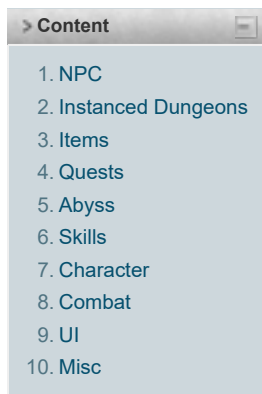 Content
1. NPC
2. Instanced Dungeons
3. Items
4. Quests
5. Abyss
6. Skills
7. Character
8. Combat
9. UI
10. Misc